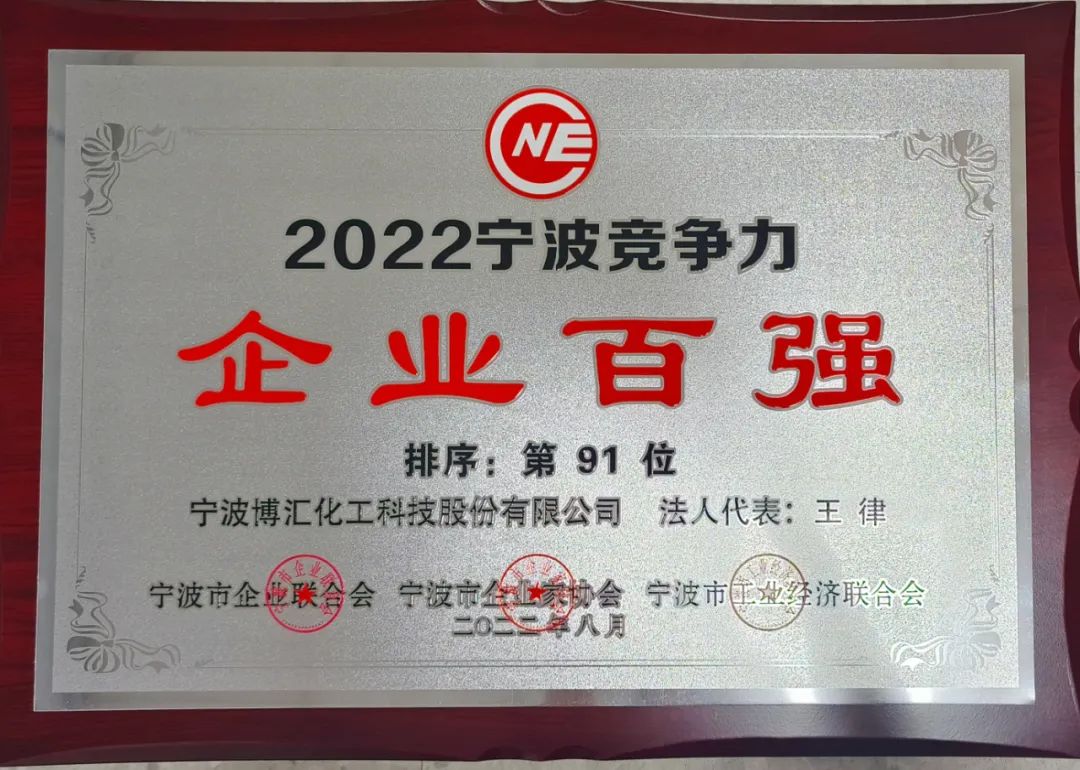 CNE
2022宁波竞争力
企业百强
排序：第 91 位
宁波博汇化工科技股份有限公司 法人代表：王 律
宁波市企业联合会 宁波市企业家协会 宁波市工业经济联合会
二〇二二年八月